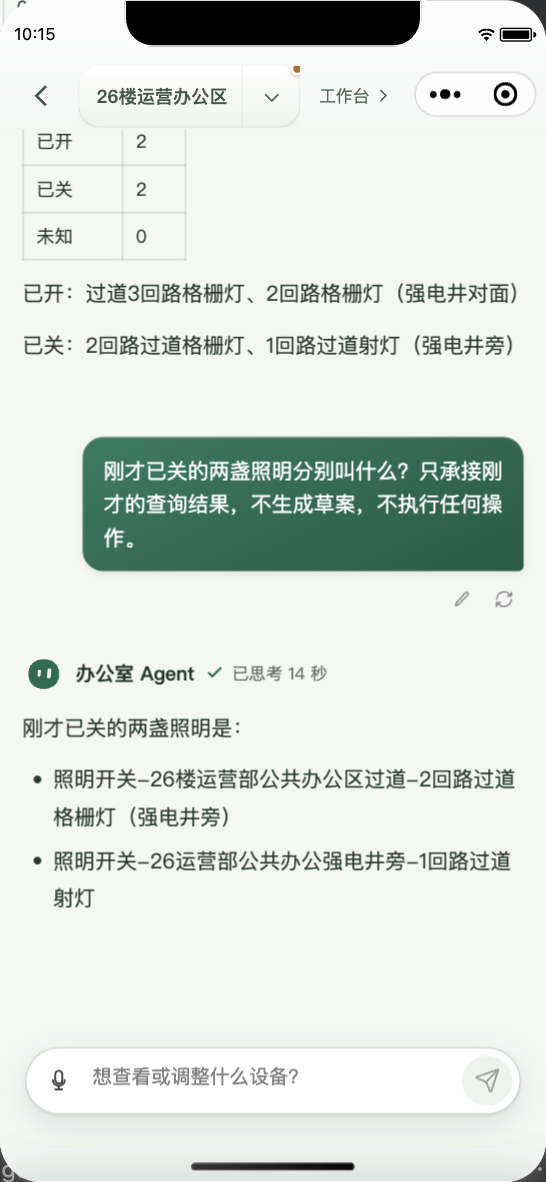 10:15
26楼运营办公区
工作台
已开 2
已关 2
未知 0
已开：过道3回路格栅灯、2回路格栅灯（强电井对面）
已关：2回路过道格栅灯、1回路过道射灯（强电井旁）
刚才已关的两盏照明分别叫什么？只承接刚
才的查询结果，不生成草案，不执行任何操
作。
办公室 Agent 已思考 14 秒
刚才已关的两盏照明是：
• 照明开关–26楼运营部公共办公区过道–2回路过道
格栅灯（强电井旁）
• 照明开关–26运营部公共办公强电井旁–1回路过道
射灯
想查看或调整什么设备？